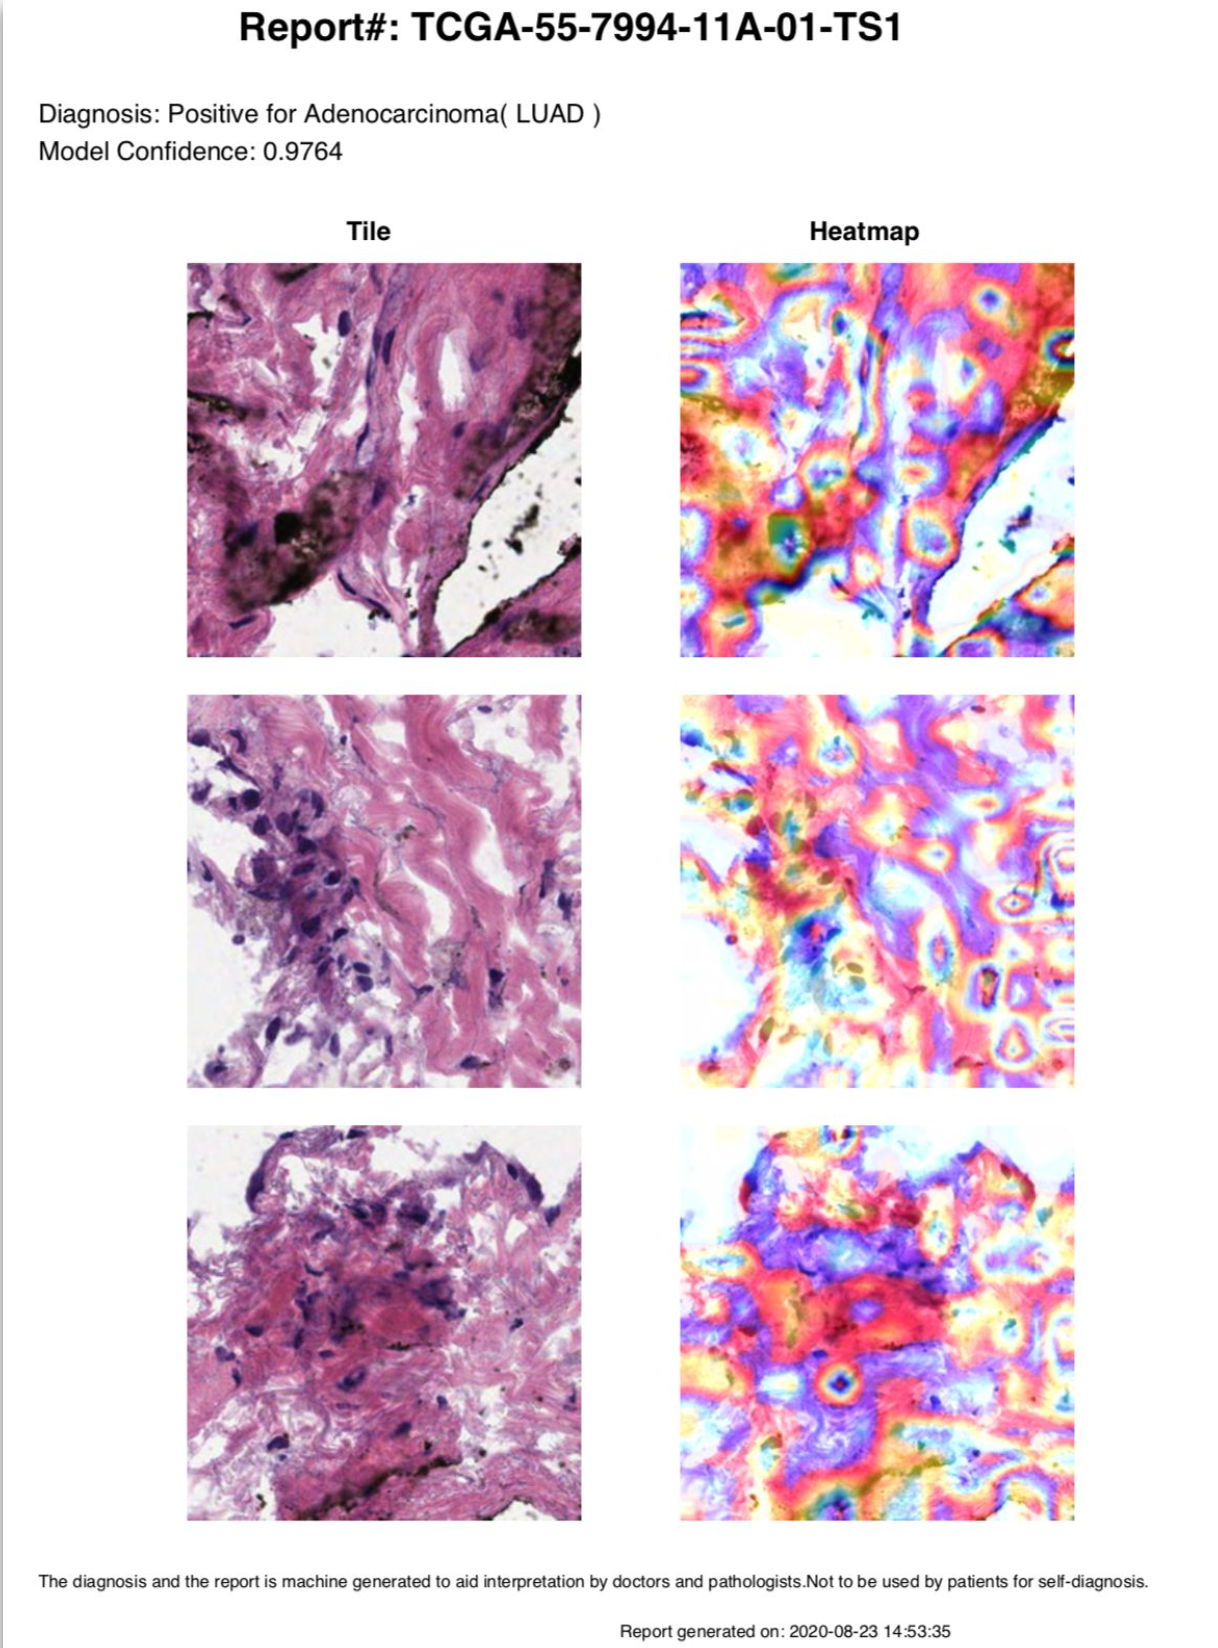 Report#: TCGA-55-7994-11A-01-TS1
Diagnosis: Positive for Adenocarcinoma( LUAD )
Model Confidence: 0.9764
Tile Heatmap
The diagnosis and the report is machine generated to aid interpretation by doctors and pathologists.Not to be used by patients for self-diagnosis.
Report generated on: 2020-08-23 14:53:35